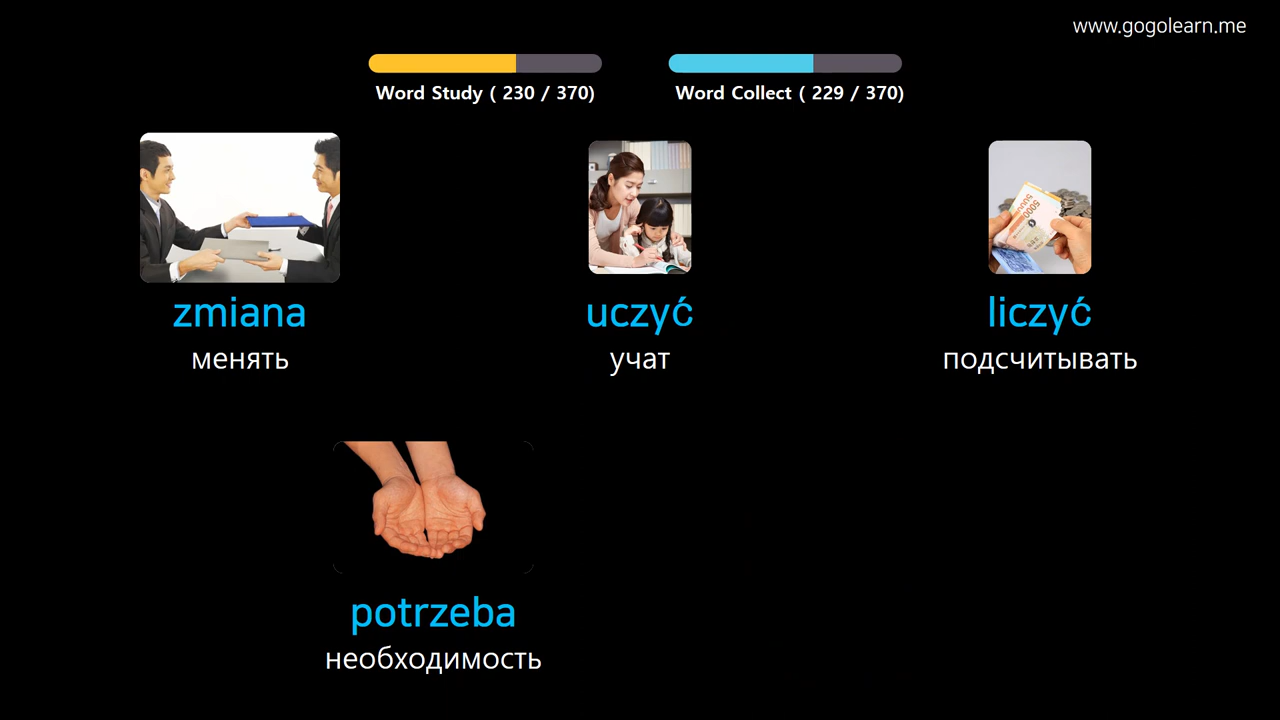 www.gogolearn.me
Word Study ( 230 / 370)
Word Collect ( 229 / 370)
zmiana
менять
uczyć
учат
liczyć
подсчитывать
potrzeba
необходимость